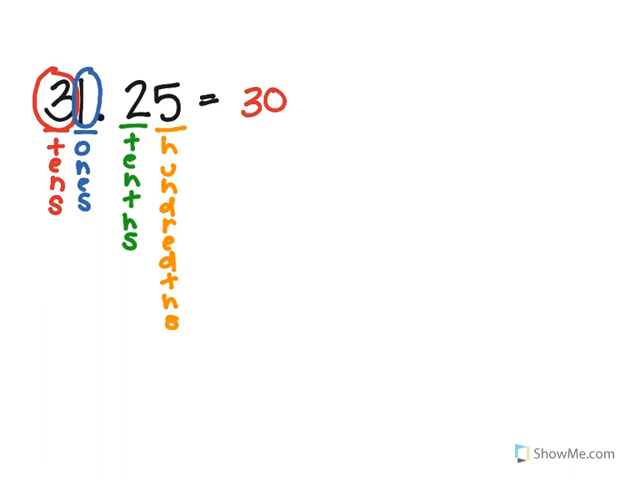 31.25 = 30
tens
ones
tenths
hundredths
ShowMe.com